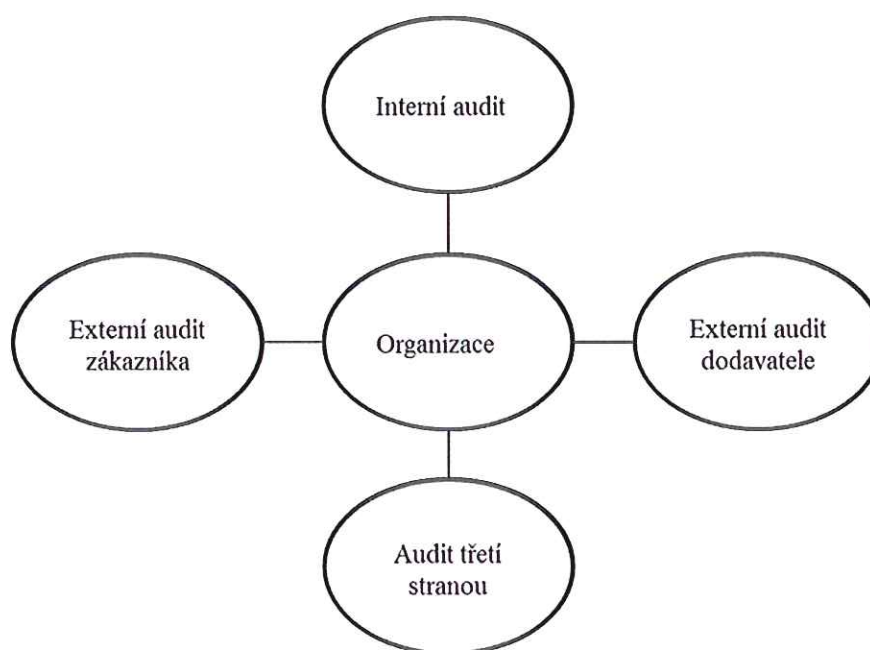 Interní audit
Externí audit
zákazníka
Organizace
Externí audit
dodavatele
Audit třetí
stranou